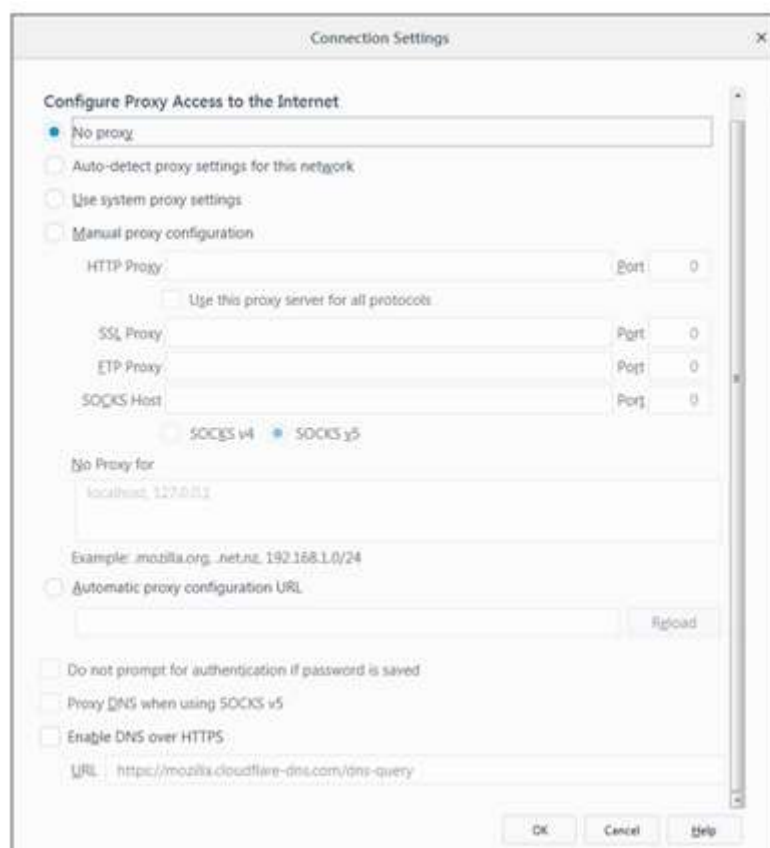 Connection Settings
Configure Proxy Access to the Internet
No proxy
Auto-detect proxy settings for this network
Use system proxy settings
Manual proxy configuration
HTTP Proxy Port 0
Use this proxy server for all protocols
SSL Proxy Port 0
FTP Proxy Port 0
SOCKS Host Port 0
SOCKS v4 SOCKS v5
No Proxy for
localhost, 127.0.0.1
Example: .mozilla.org, .net.nz, 192.168.1.0/24
Automatic proxy configuration URL
Reload
Do not prompt for authentication if password is saved
Proxy DNS when using SOCKS v5
Enable DNS over HTTPS
URL https://mozilla.cloudflare-dns.com/dns-query
OK Cancel Help